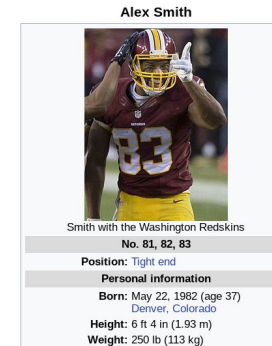 Alex Smith
83
Smith with the Washington Redskins
No. 81, 82, 83
Position: Tight end
Personal information
Born: May 22, 1982 (age 37)
Denver, Colorado
Height: 6 ft 4 in (1.93 m)
Weight: 250 lb (113 kg)